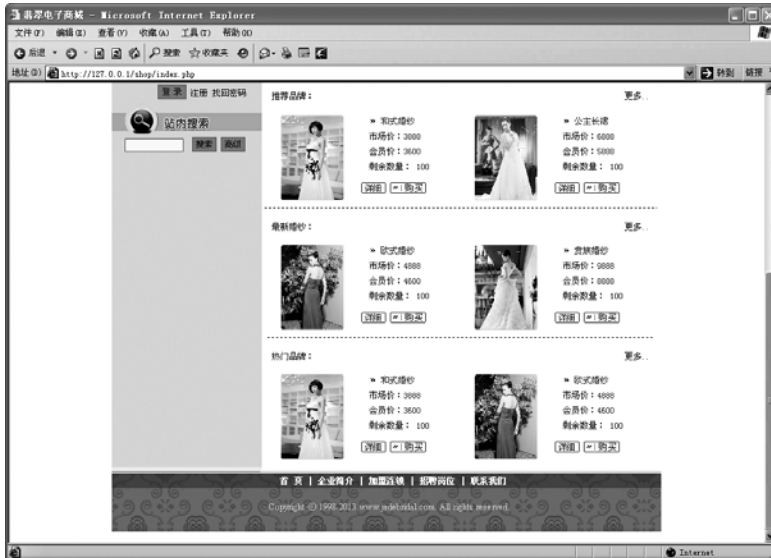 翡翠电子商城 - Microsoft Internet Explorer
文件(F) 编辑(E) 查看(V) 收藏(A) 工具(T) 帮助(H)
后退 搜索 收藏夹
地址(D) http://127.0.0.1/shop/index.php 转到 链接
登 录 注册 找回密码
站内搜索
搜索 高级
推荐品牌： 更多..
» 和式婚纱
市场价：3888
会员价：3600
剩余数量： 100
详细 购买
» 公主长裙
市场价：6888
会员价：5888
剩余数量： 100
详细 购买
最新婚纱： 更多..
» 欧式婚纱
市场价：4888
会员价：4600
剩余数量： 100
详细 购买
» 贵族婚纱
市场价：9888
会员价：8888
剩余数量： 100
详细 购买
热门品牌： 更多..
» 和式婚纱
市场价：3888
会员价：3600
剩余数量： 100
详细 购买
» 欧式婚纱
市场价：4888
会员价：4600
剩余数量： 100
详细 购买
首 页 | 企业简介 | 加盟连锁 | 招聘岗位 | 联系我们
Copyright © 1998-2013 www.jadebridal.com. All rights reserved.
Internet